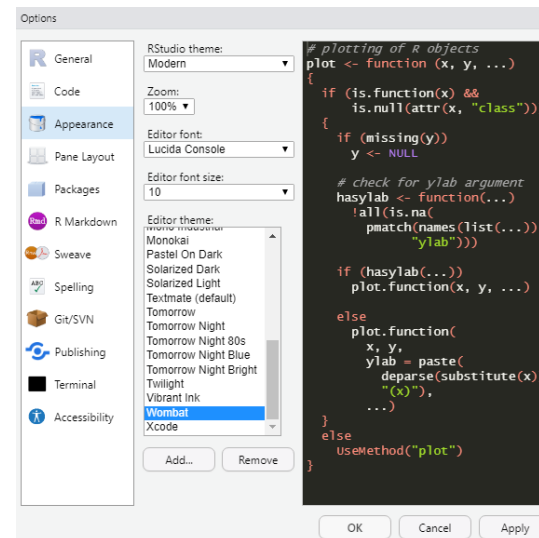 Options
General
Code
Appearance
Pane Layout
Packages
R Markdown
Sweave
Spelling
Git/SVN
Publishing
Terminal
Accessibility
RStudio theme:
Modern
Zoom:
100%
Editor font:
Lucida Console
Editor font size:
10
Editor theme:
Mono Industrial
Monokai
Pastel On Dark
Solarized Dark
Solarized Light
Textmate (default)
Tomorrow
Tomorrow Night
Tomorrow Night 80s
Tomorrow Night Blue
Tomorrow Night Bright
Twilight
Vibrant Ink
Wombat
Xcode
Add...
Remove
# plotting of R objects
plot <- function (x, y, ...)
{
  if (is.function(x) &&
      is.null(attr(x, "class"))
  {
    if (missing(y))
      y <- NULL

    # check for ylab argument
    hasylab <- function(...)
      !all(is.na(
        pmatch(names(list(...))
              "ylab")))

    if (hasylab(...))
      plot.function(x, y, ...)

    else
      plot.function(
        x, y,
        ylab = paste(
          deparse(substitute(x)
          "(x)"),
        ...)
  }
  else
    UseMethod("plot")
}
OK
Cancel
Apply